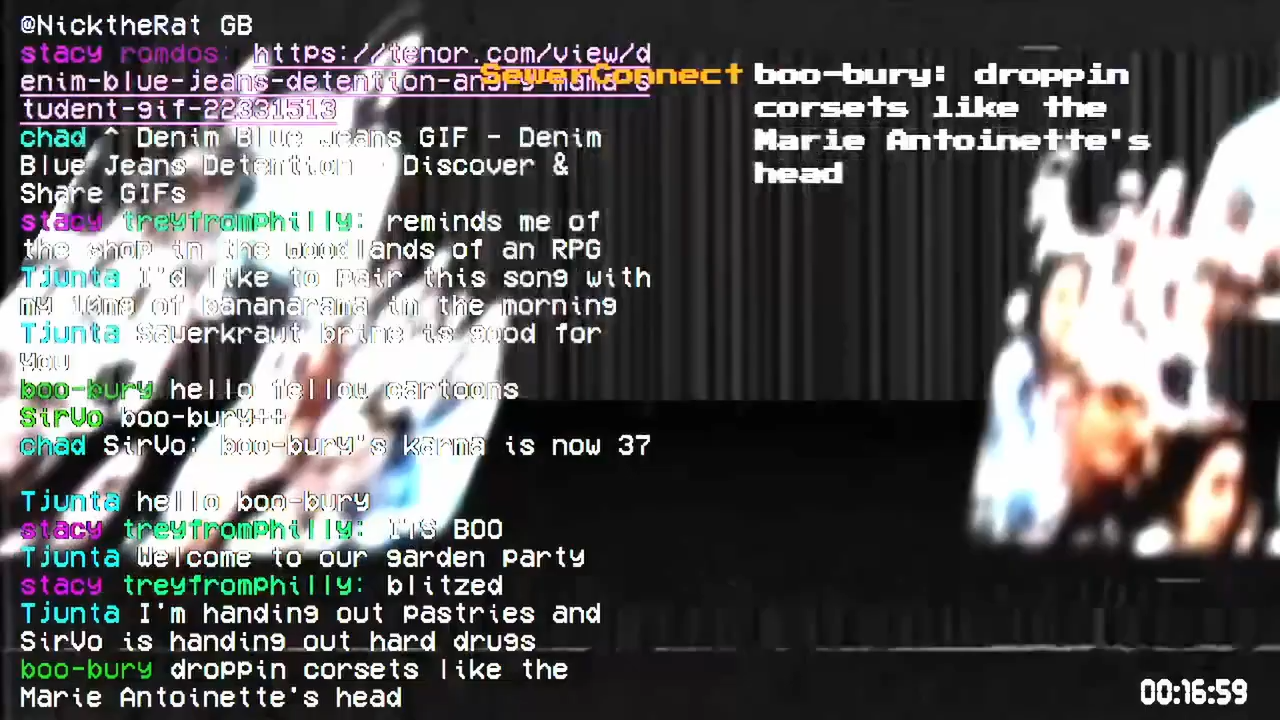 @NicktheRat GB
stacy romdos: https://tenor.com/view/d
enim-blue-jeans-detention-angry-mama-s
tudent-gif-22331513
chad ^ Denim Blue Jeans GIF - Denim
Blue Jeans Detention - Discover &
Share GIFs
stacy treyfromphilly: reminds me of
the shop in the woodlands of an RPG
Tjunta I'd like to pair this song with
my 10mg of bananarama in the morning
Tjunta Sauerkraut brine is good for
you
boo-bury hello fellow cartoons
SirVo boo-bury++
chad SirVo: boo-bury's karma is now 37
Tjunta hello boo-bury
stacy treyfromphilly: ITS BOO
Tjunta Welcome to our garden party
stacy treyfromphilly: blitzed
Tjunta I'm handing out pastries and
SirVo is handing out hard drugs
boo-bury droppin corsets like the
Marie Antoinette's head
SewerConnect boo-bury: droppin
corsets like the
Marie Antoinette's
head
00:16:59